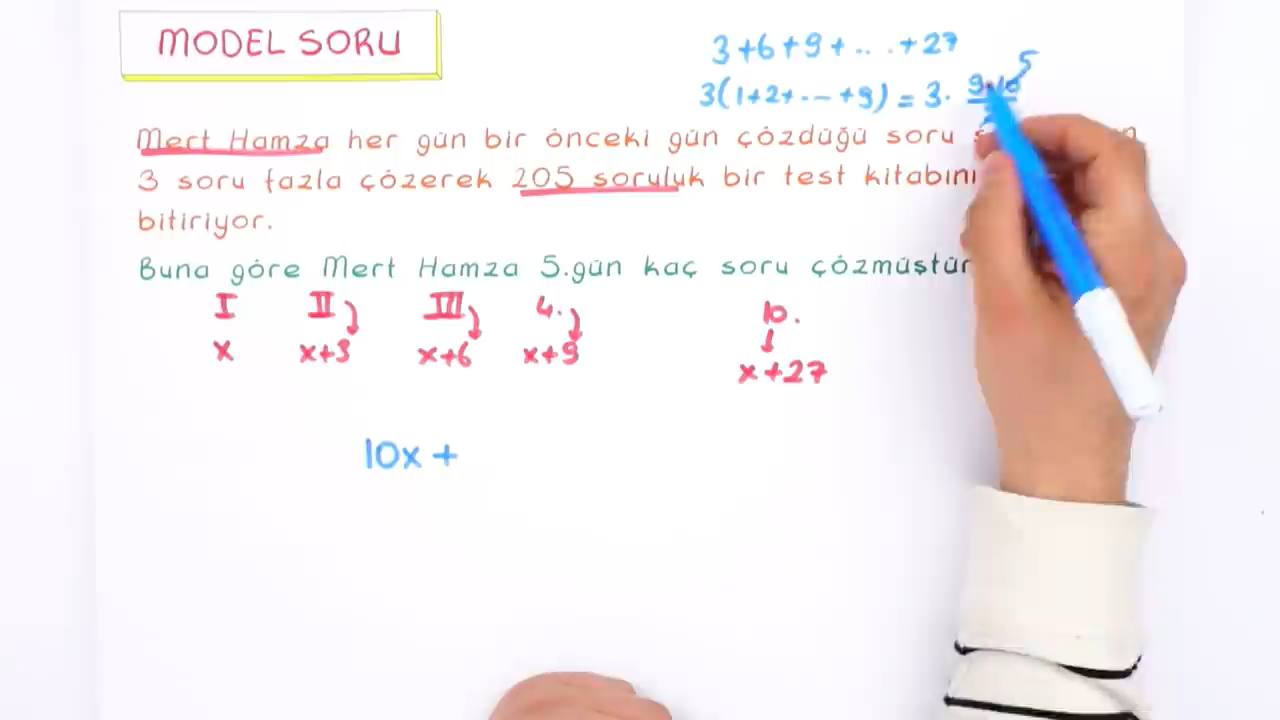 MODEL SORU
3+6+9+....+27
3(1+2+...+9) = 3.
5
Mert Hamza her gün bir önceki gün çözdüğü soru
3 soru fazla çözerek 205 soruluk bir test kitabını
bitiriyor.
Buna göre Mert Hamza 5.gün kaç soru çözmüştür
I II III 4. 10.
x x+3 x+6 x+9 x+27
10x +